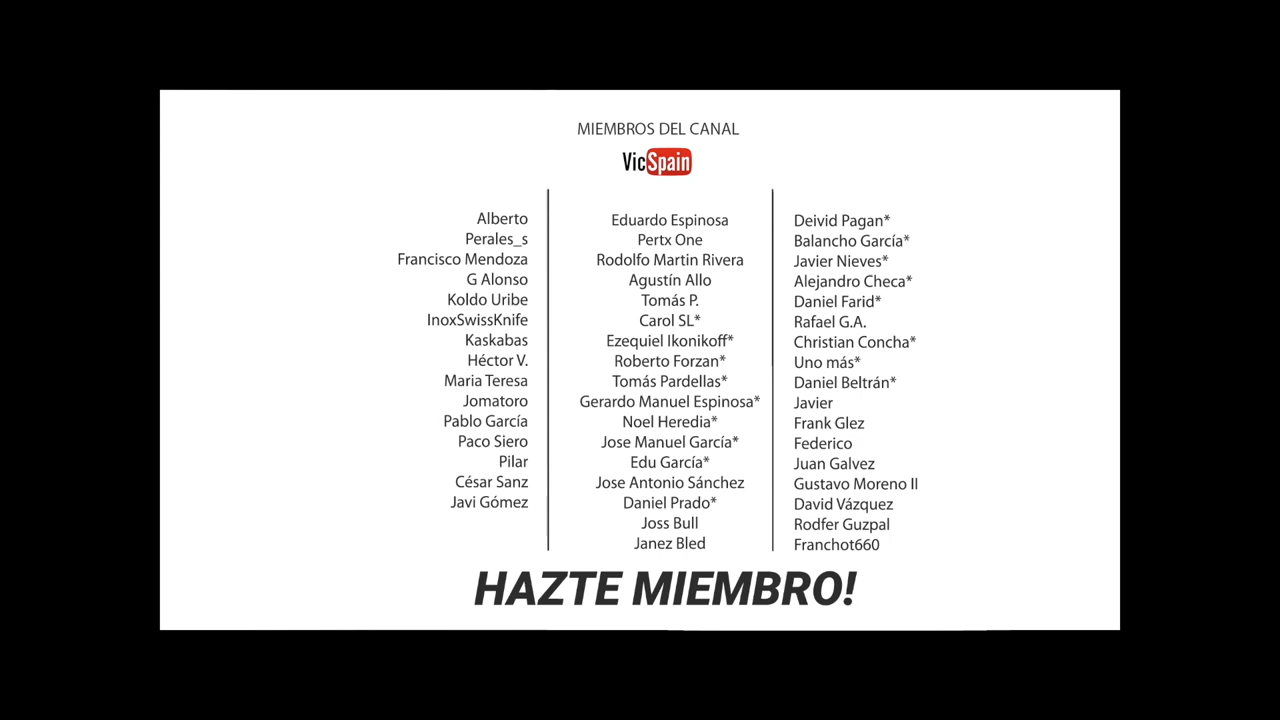 MIEMBROS DEL CANAL
VicSpain
Alberto
Perales_s
Francisco Mendoza
G Alonso
Koldo Uribe
InoxSwissKnife
Kaskabas
Héctor V.
Maria Teresa
Jomatoro
Pablo García
Paco Siero
Pilar
César Sanz
Javi Gómez
Eduardo Espinosa
Pertx One
Rodolfo Martin Rivera
Agustín Allo
Tomás P.
Carol SL*
Ezequiel Ikonikoff*
Roberto Forzan*
Tomás Pardellas*
Gerardo Manuel Espinosa*
Noel Heredia*
Jose Manuel García*
Edu García*
Jose Antonio Sánchez
Daniel Prado*
Joss Bull
Janez Bled
Deivid Pagan*
Balancho García*
Javier Nieves*
Alejandro Checa*
Daniel Farid*
Rafael G.A.
Christian Concha*
Uno más*
Daniel Beltrán*
Javier
Frank Glez
Federico
Juan Galvez
Gustavo Moreno II
David Vázquez
Rodfer Guzpal
Franchot660
HAZTE MIEMBRO!